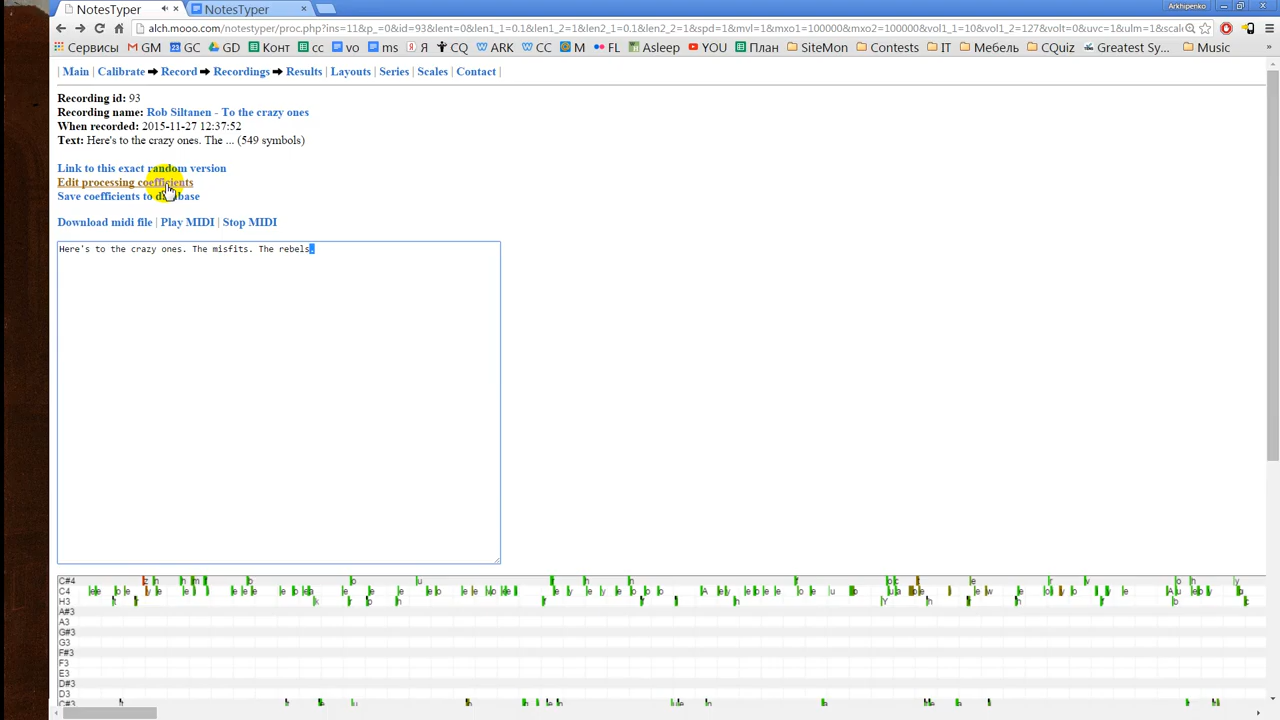 Arkhipenko
NotesTyper × NotesTyper ×
alch.mooo.com/notestyper/proc.php?ins=11&p_=0&id=93&lent=0&len1_1=0.1&len1_2=1&len2_1=0.1&len2_2=1&spd=1&mvl=1&mxo1=100000&mxo2=100000&vol1_1=10&vol1_2=127&volt=0&uvc=1&ulm=1&scale
Сервисы GM GC GD Конт cc vo ms Я CQ ARK CC M FL Asleep YOU План SiteMon Contests IT Мебель CQuiz Greatest Sy... Music »
| Main | Calibrate Record Recordings Results | Layouts | Series | Scales | Contact |
Recording id: 93
Recording name: Rob Siltanen - To the crazy ones
When recorded: 2015-11-27 12:37:52
Text: Here's to the crazy ones. The ... (549 symbols)
Link to this exact random version
Edit processing coefficients
Save coefficients to database
Download midi file | Play MIDI | Stop MIDI
Here's to the crazy ones. The misfits. The rebels.
C#4
C4
H3
A#3
A3
G#3
G3
F#3
F3
E3
D#3
D3
C#3